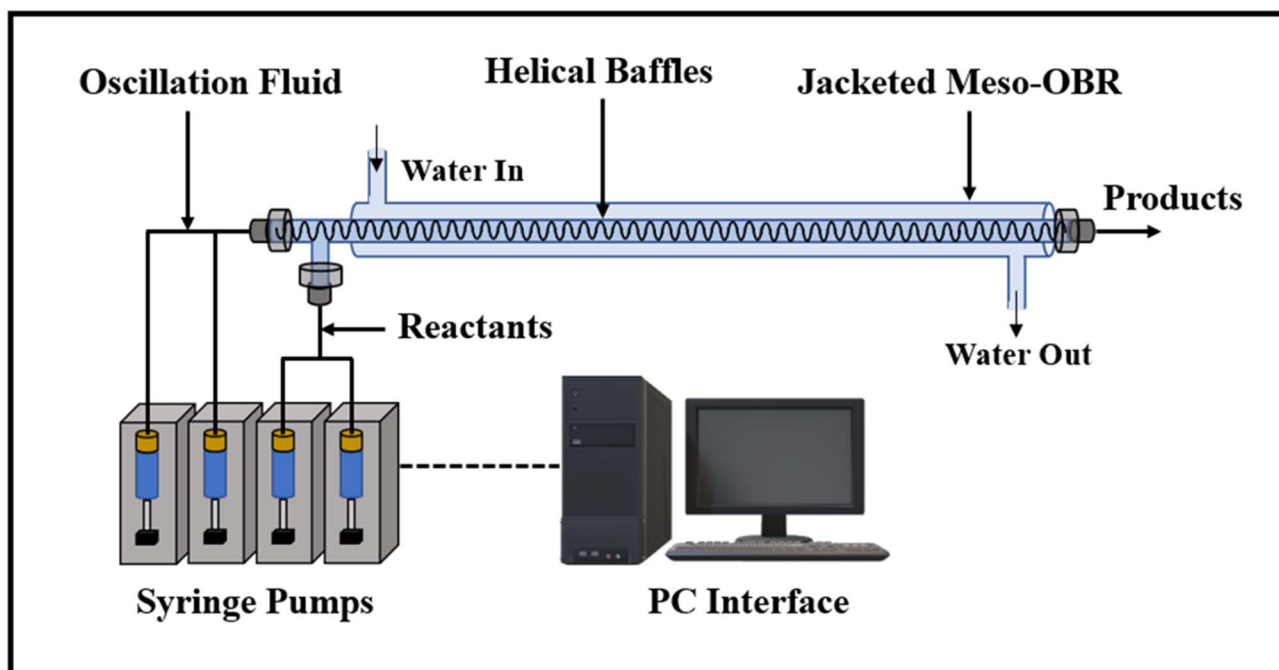 Oscillation Fluid
Helical Baffles
Jacketed Meso-OBR
Water In
Products
Reactants
Water Out
Syringe Pumps
PC Interface